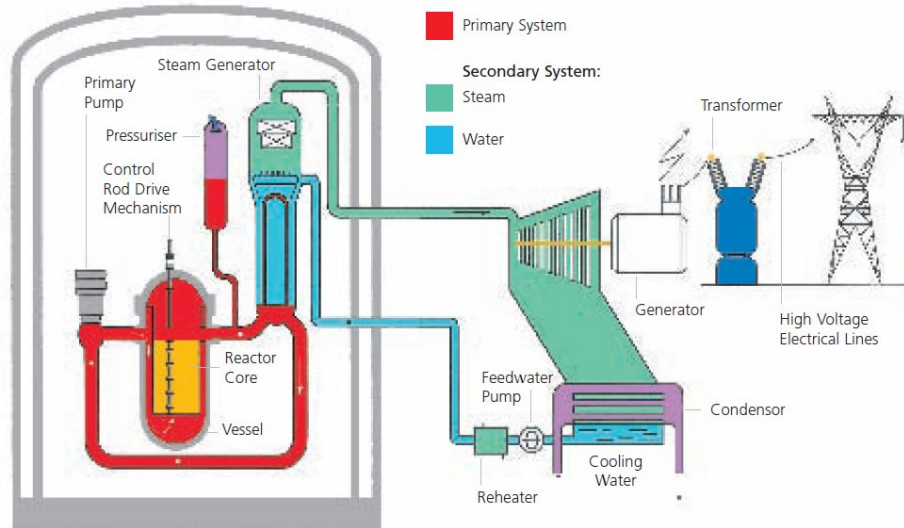 Primary System
Secondary System:
Steam
Water
Steam Generator
Primary
Pump
Pressuriser
Control
Rod Drive
Mechanism
Reactor
Core
Vessel
Transformer
Generator
High Voltage
Electrical Lines
Feedwater
Pump
Condensor
Cooling
Water
Reheater